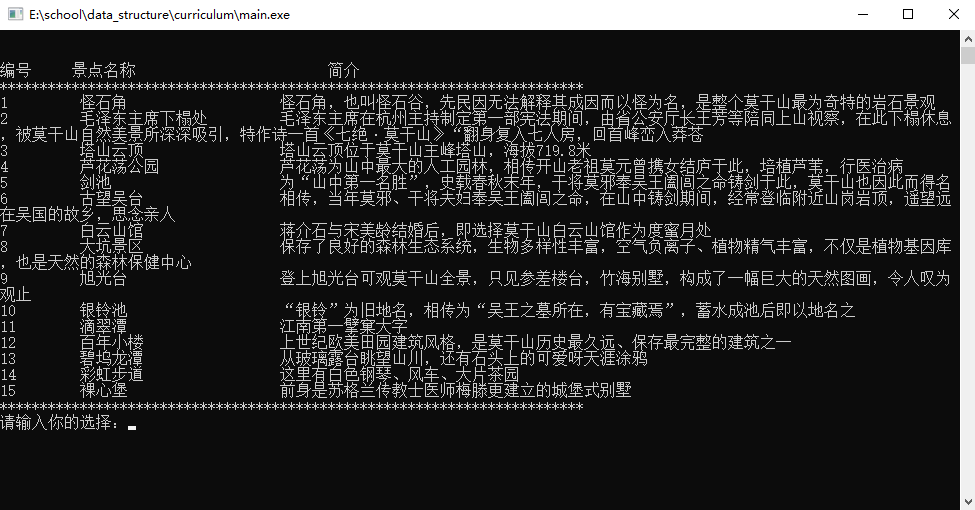 E:\school\data_structure\curriculum\main.exe
编号 景点名称 简介
*************************************************************************
1 怪石角 怪石角，也叫怪石谷，先民因无法解释其成因而以怪为名，是整个莫干山最为奇特的岩石景观
2 毛泽东主席下榻处 毛泽东主席在杭州主持制定第一部宪法期间，由省公安厅长王芳等陪同上山视察，在此下榻休息
，被莫干山自然美景所深深吸引，特作诗一首《七绝·莫干山》“翻身复入七人房，回首峰峦入莽苍
3 塔山云顶 塔山云顶位于莫干山主峰塔山，海拔719.8米
4 芦花荡公园 芦花荡为山中最大的人工园林，相传开山老祖莫元曾携女结庐于此，培植芦苇，行医治病
5 剑池 为“山中第一名胜”，史载春秋末年，干将莫邪奉吴王阖闾之命铸剑于此，莫干山也因此而得名
6 古望吴台 相传，当年莫邪、干将夫妇奉吴王阖闾之命，在山中铸剑期间，经常登临附近山岗岩顶，遥望远
在吴国的故乡，思念亲人
7 白云山馆 蒋介石与宋美龄结婚后，即选择莫干山白云山馆作为度蜜月处
8 大坑景区 保存了良好的森林生态系统，生物多样性丰富，空气负离子、植物精气丰富，不仅是植物基因库
，也是天然的森林保健中心
9 旭光台 登上旭光台可观莫干山全景，只见参差楼台，竹海别墅，构成了一幅巨大的天然图画，令人叹为
观止
10 银铃池 “银铃”为旧地名，相传为“吴王之墓所在，有宝藏焉”，蓄水成池后即以地名之
11 滴翠潭 江南第一擘窠大字
12 百年小楼 上世纪欧美田园建筑风格，是莫干山历史最久远、保存最完整的建筑之一
13 碧坞龙潭 从玻璃露台眺望山川，还有石头上的可爱呀天涯涂鸦
14 彩虹步道 这里有白色钢琴、风车、大片茶园
15 裸心堡 前身是苏格兰传教士医师梅滕更建立的城堡式别墅
*************************************************************************
请输入你的选择：